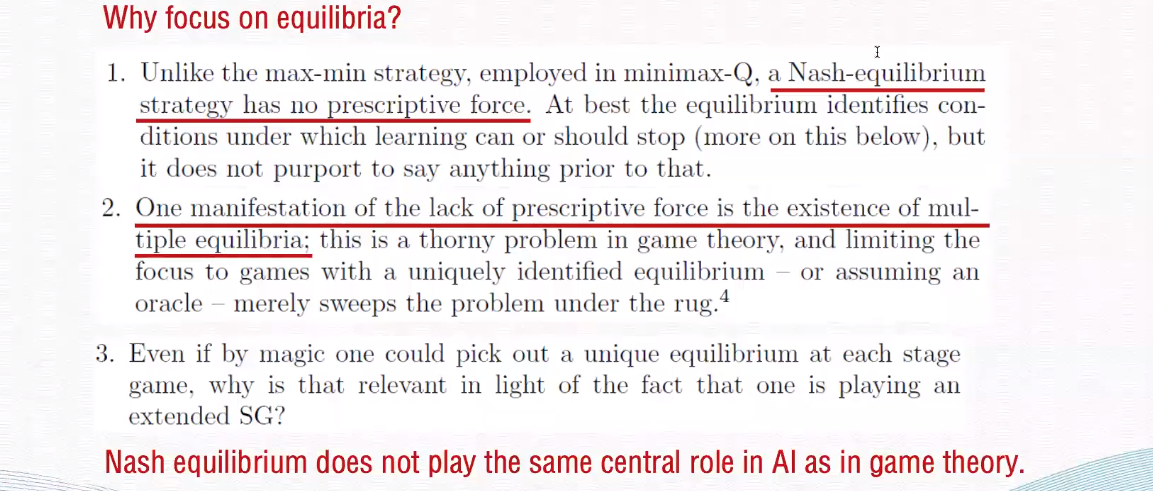 Why focus on equilibria?
1. Unlike the max-min strategy, employed in minimax-Q, a Nash-equilibrium
strategy has no prescriptive force. At best the equilibrium identifies con-
ditions under which learning can or should stop (more on this below), but
it does not purport to say anything prior to that.
2. One manifestation of the lack of prescriptive force is the existence of mul-
tiple equilibria; this is a thorny problem in game theory, and limiting the
focus to games with a uniquely identified equilibrium – or assuming an
oracle – merely sweeps the problem under the rug.4
3. Even if by magic one could pick out a unique equilibrium at each stage
game, why is that relevant in light of the fact that one is playing an
extended SG?
Nash equilibrium does not play the same central role in AI as in game theory.